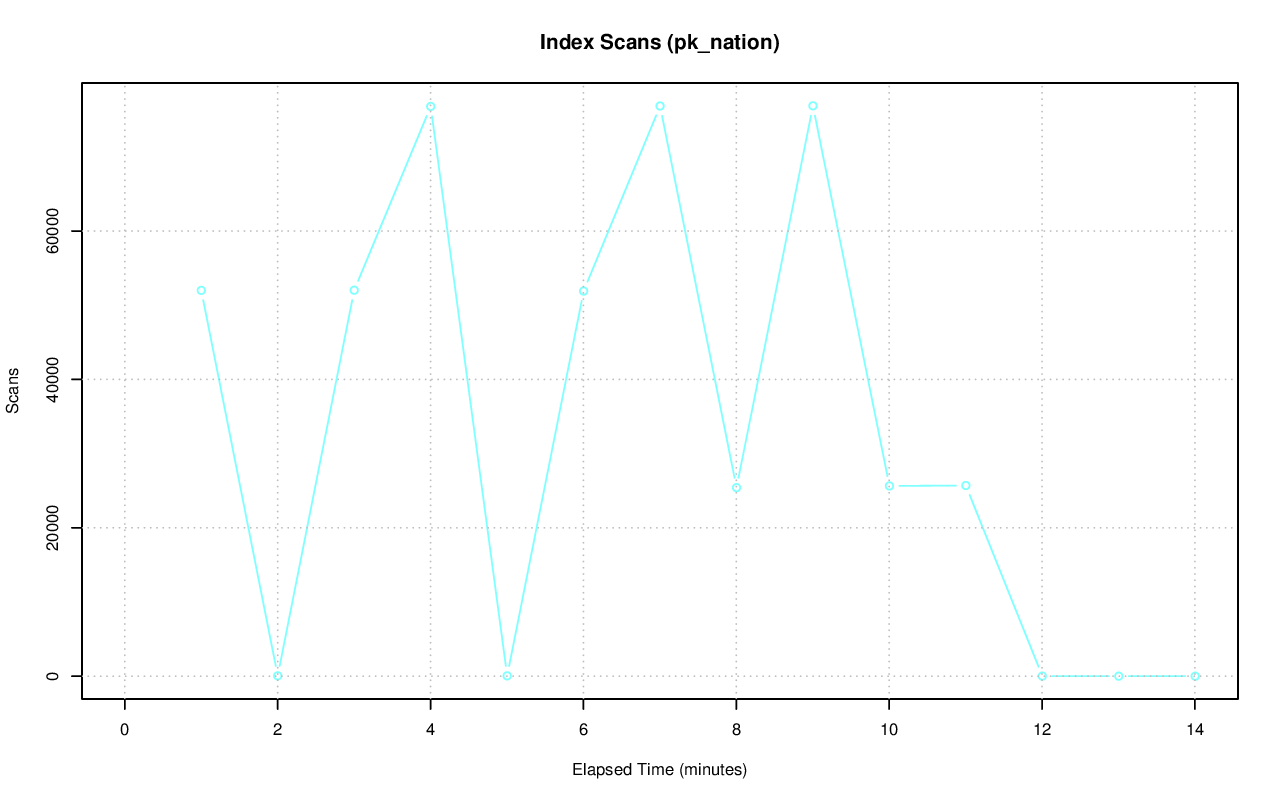 Index Scans (pk_nation)
Scans
60000
40000
20000
0
0 2 4 6 8 10 12 14
Elapsed Time (minutes)